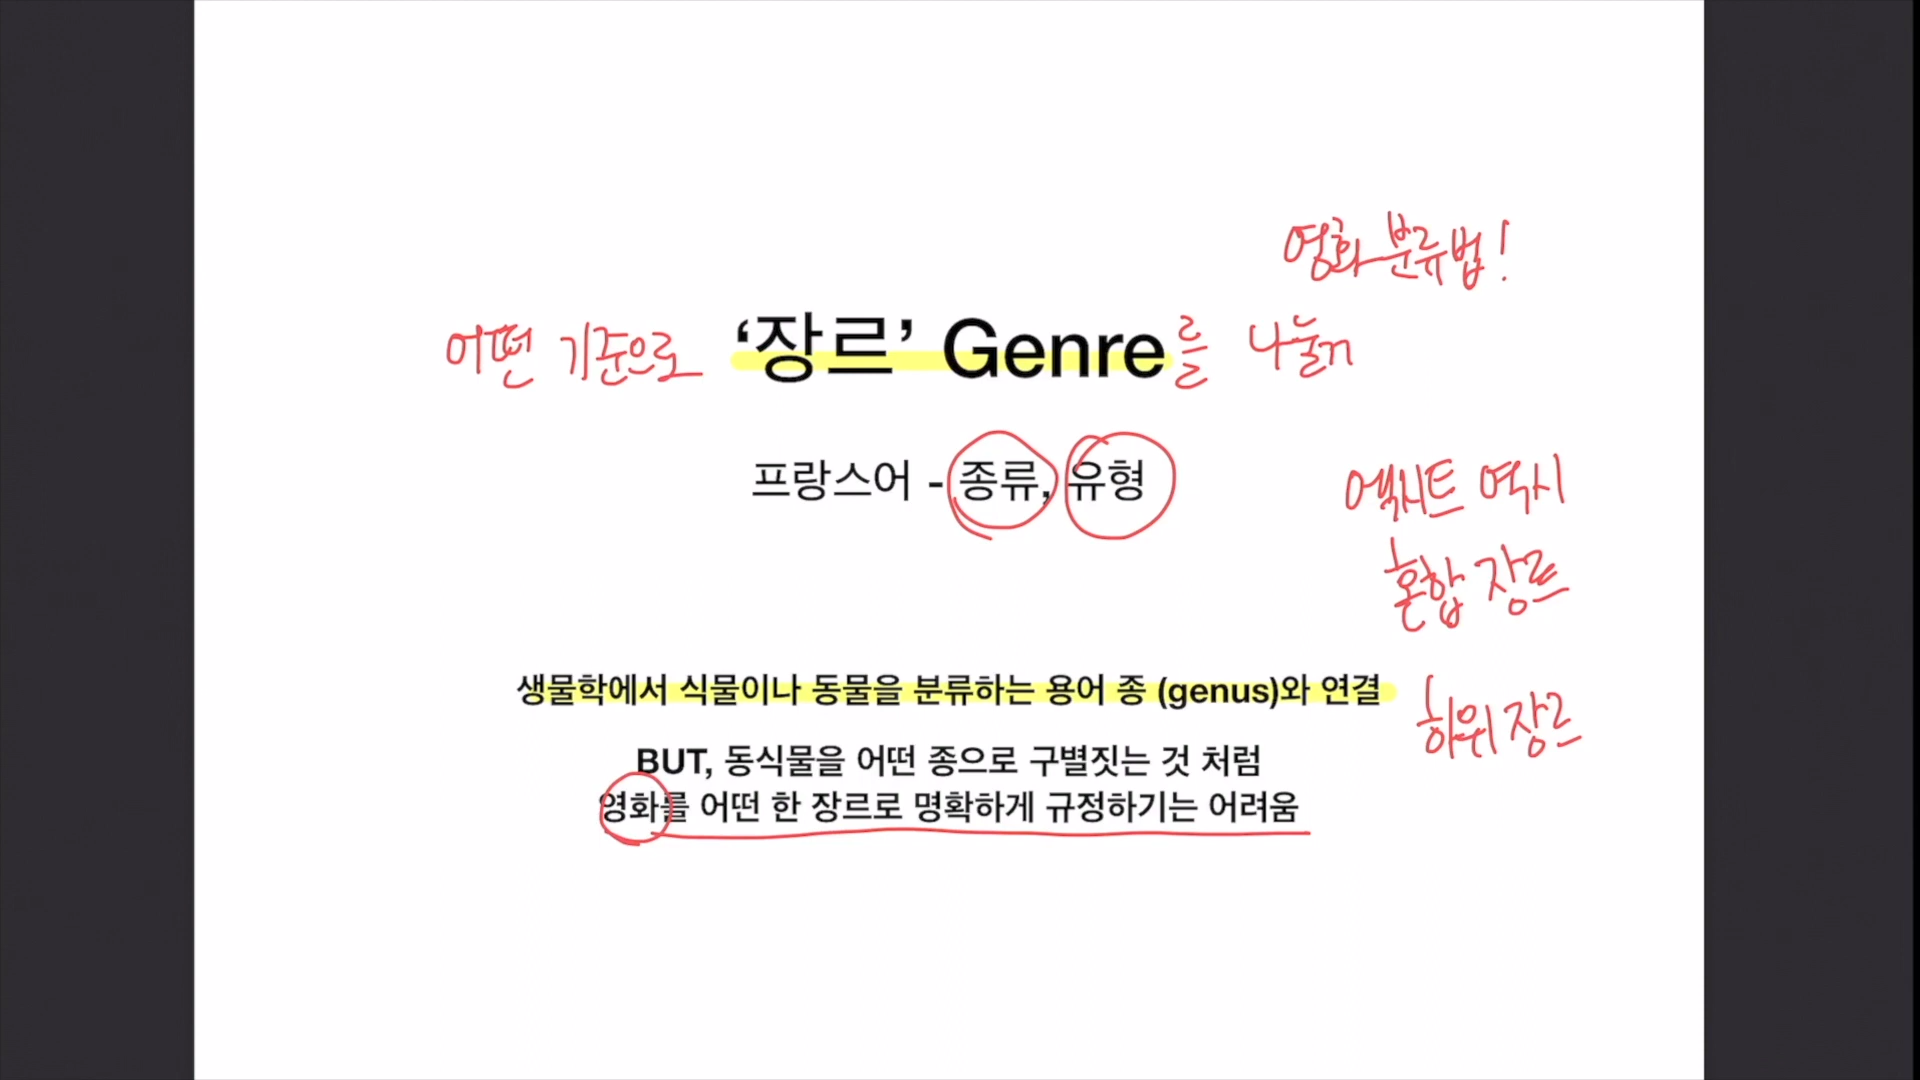 영화 분류법!
어떤 기준으로 ‘장르’ Genre를 나눌까
프랑스어 - 종류, 유형
엑시트 역시
혼합 장르
생물학에서 식물이나 동물을 분류하는 용어 종 (genus)와 연결
하위 장르
BUT, 동식물을 어떤 종으로 구별짓는 것 처럼
영화를 어떤 한 장르로 명확하게 규정하기는 어려움